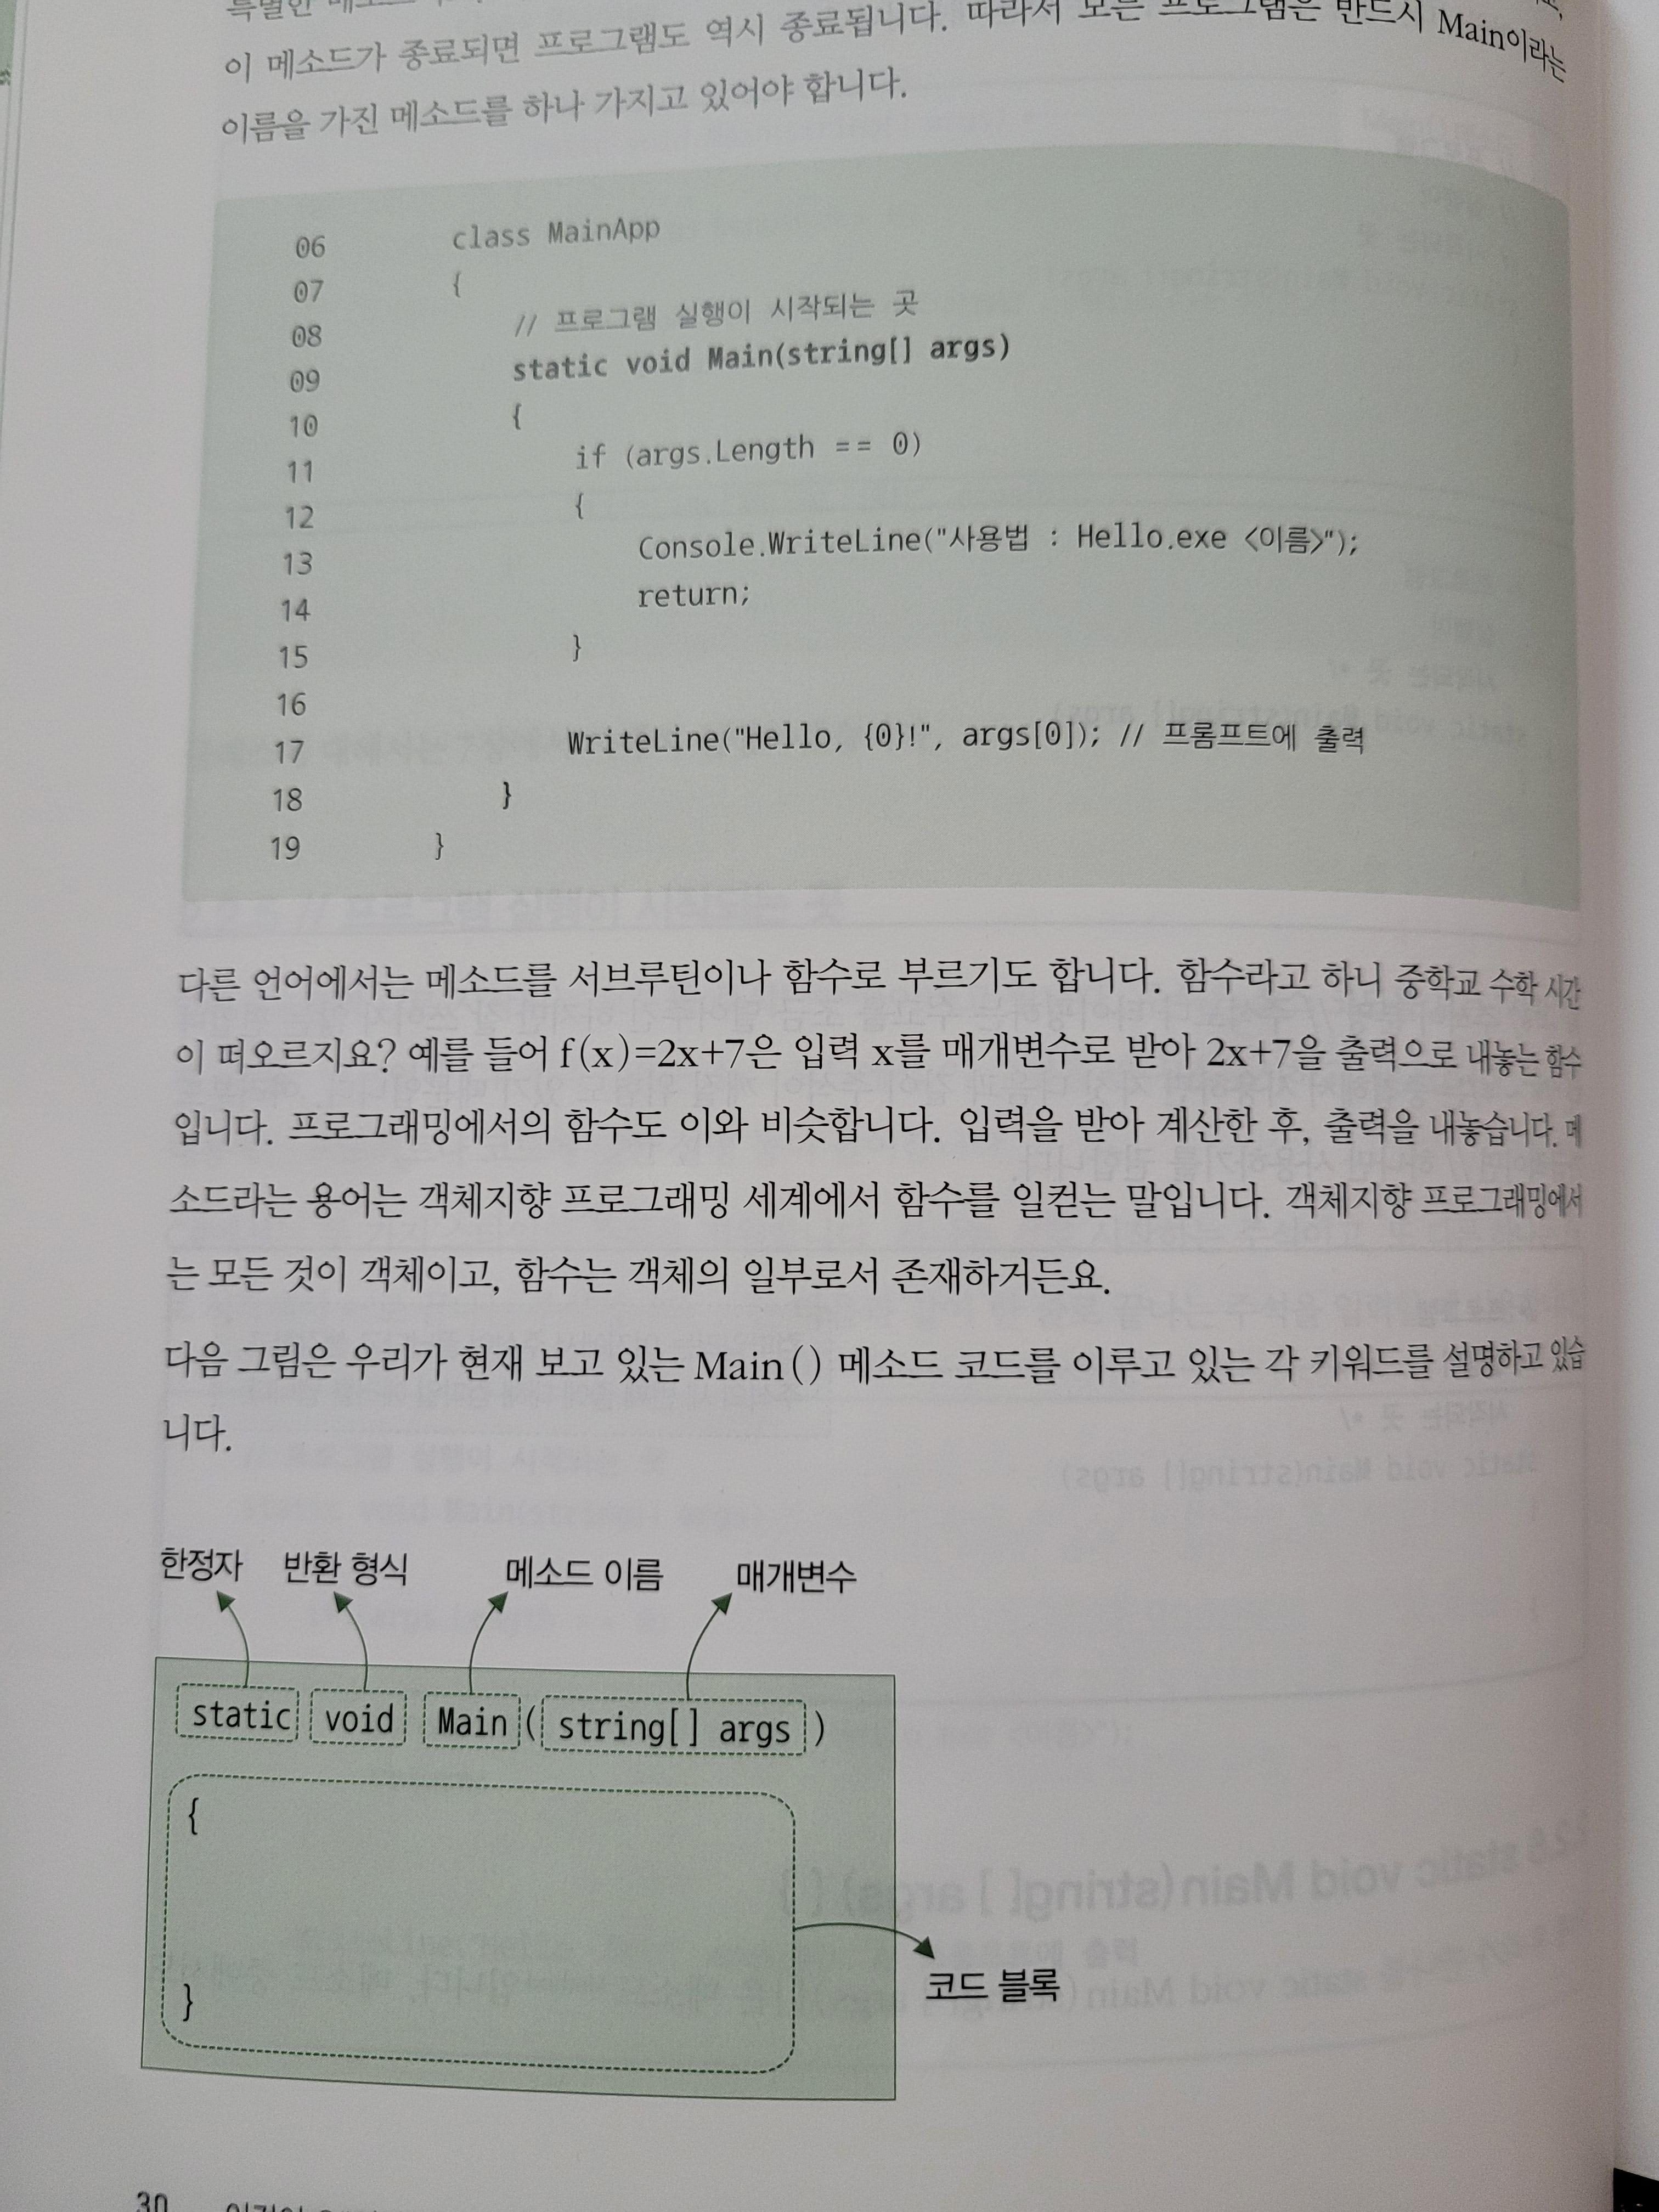 특별한
이 메소드가 종료되면 프로그램도 역시 종료됩니다. 따라서 모든 프로그램은 반드시 Main이라는
이름을 가진 메소드를 하나 가지고 있어야 합니다.
06 class MainApp
07 {
08 // 프로그램 실행이 시작되는 곳
09 static void Main(string[] args)
10 {
11 if (args.Length == 0)
12 {
13 Console.WriteLine("사용법 : Hello.exe <이름>");
14 return;
15 }
16
17 WriteLine("Hello, {0}!", args[0]); // 프롬프트에 출력
18 }
19 }
다른 언어에서는 메소드를 서브루틴이나 함수로 부르기도 합니다. 함수라고 하니 중학교 수학 시간
이 떠오르지요? 예를 들어 f(x)=2x+7은 입력 x를 매개변수로 받아 2x+7을 출력으로 내놓는 함수
입니다. 프로그래밍에서의 함수도 이와 비슷합니다. 입력을 받아 계산한 후, 출력을 내놓습니다. 메
소드라는 용어는 객체지향 프로그래밍 세계에서 함수를 일컫는 말입니다. 객체지향 프로그래밍에서
는 모든 것이 객체이고, 함수는 객체의 일부로서 존재하거든요.
다음 그림은 우리가 현재 보고 있는 Main() 메소드 코드를 이루고 있는 각 키워드를 설명하고 있습
니다.
한정자 반환 형식 메소드 이름 매개변수
static void Main ( string[] args )
{
}
코드 블록
30